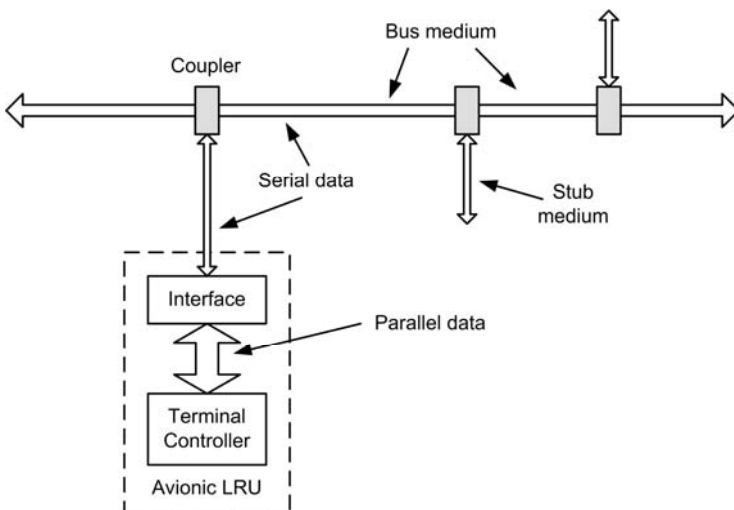 Bus medium
Coupler
Serial data
Stub
medium
Interface
Parallel data
Terminal
Controller
Avionic LRU